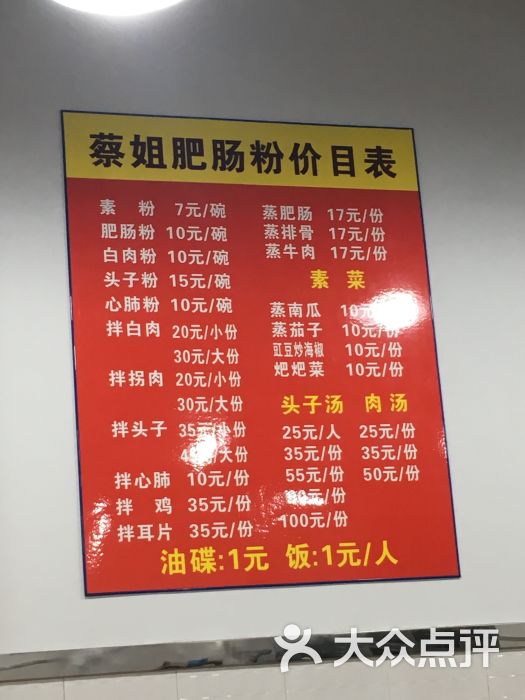 蔡姐肥肠粉价目表
素 粉 7元/碗
肥肠粉 10元/碗
白肉粉 10元/碗
头子粉 15元/碗
心肺粉 10元/碗
拌白肉 20元/小份
30元/大份
拌拐肉 20元/小份
30元/大份
拌头子 35元/小份
元/大份
拌心肺 10元/份
拌 鸡 35元/份
拌耳片 35元/份
蒸肥肠 17元/份
蒸排骨 17元/份
蒸牛肉 17元/份
素 菜
蒸南瓜 10元/份
蒸茄子 10元/份
豇豆炒海椒 10元/份
粑粑菜 10元/份
头子汤 肉汤
25元/人 25元/份
35元/份 35元/份
55元/份 50元/份
元/份
100元/份
油碟:1元 饭:1元/人
大众点评